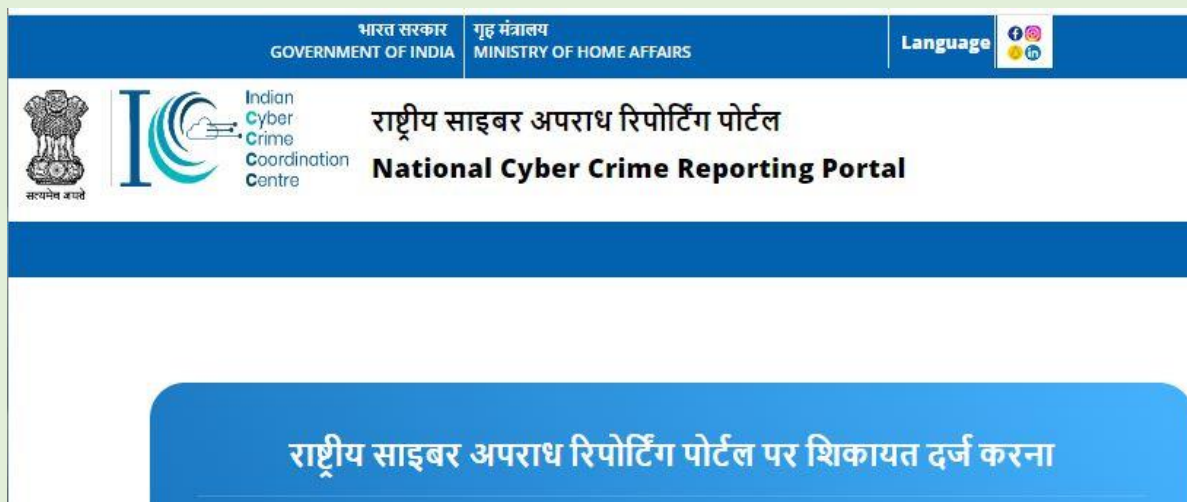 भारत सरकार
GOVERNMENT OF INDIA
गृह मंत्रालय
MINISTRY OF HOME AFFAIRS
Language
सत्यमेव जयते
Indian
Cyber
Crime
Coordination
Centre
राष्ट्रीय साइबर अपराध रिपोर्टिंग पोर्टल
National Cyber Crime Reporting Portal
राष्ट्रीय साइबर अपराध रिपोर्टिंग पोर्टल पर शिकायत दर्ज करना